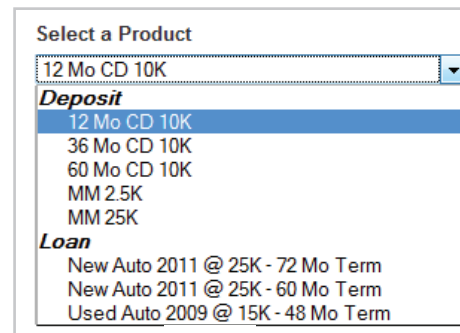 Select a Product
12 Mo CD 10K
Deposit
12 Mo CD 10K
36 Mo CD 10K
60 Mo CD 10K
MM 2.5K
MM 25K
Loan
New Auto 2011 @ 25K - 72 Mo Term
New Auto 2011 @ 25K - 60 Mo Term
Used Auto 2009 @ 15K - 48 Mo Term